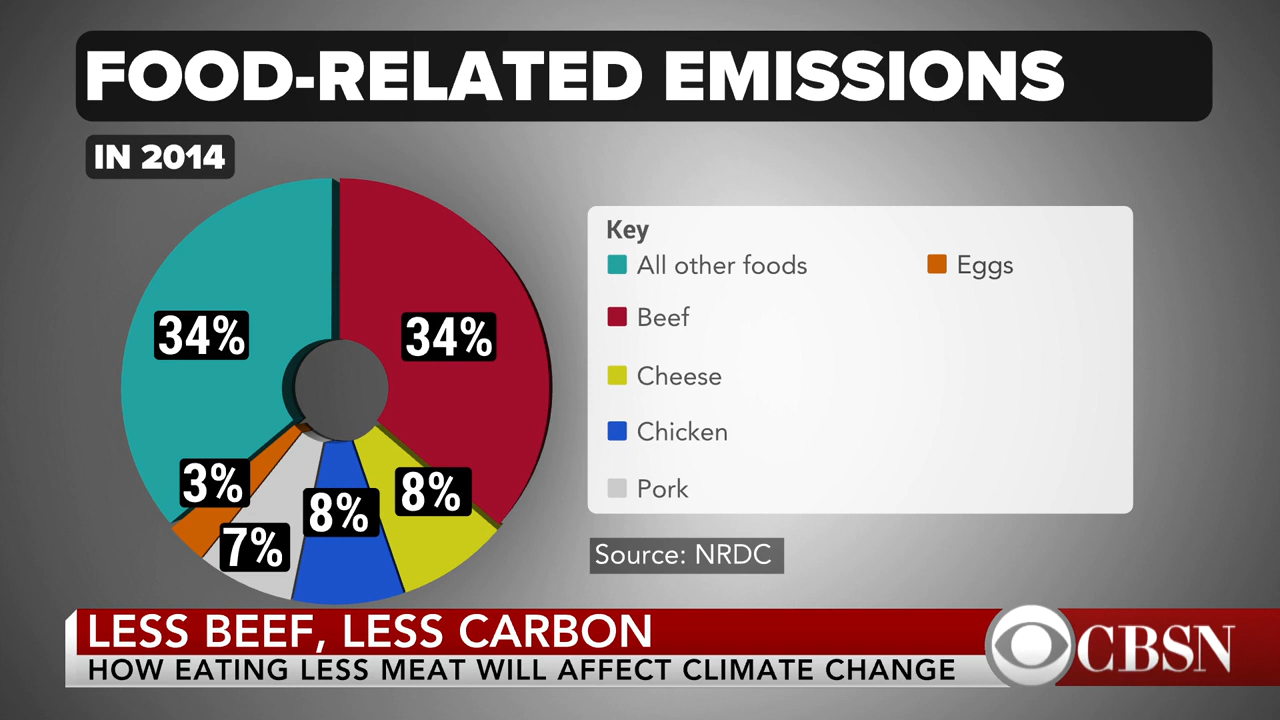 FOOD-RELATED EMISSIONS
IN 2014
34%
34%
3%
7%
8%
8%
Key
All other foods
Eggs
Beef
Cheese
Chicken
Pork
Source: NRDC
LESS BEEF, LESS CARBON
HOW EATING LESS MEAT WILL AFFECT CLIMATE CHANGE
CBSN